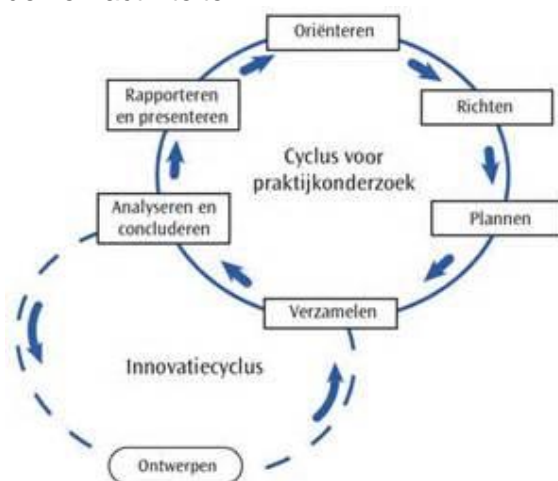 Oriënteren
Rapporteren
en presenteren
Richten
Cyclus voor
praktijkonderzoek
Analyseren en
concluderen
Plannen
Verzamelen
Innovatiecyclus
Ontwerpen